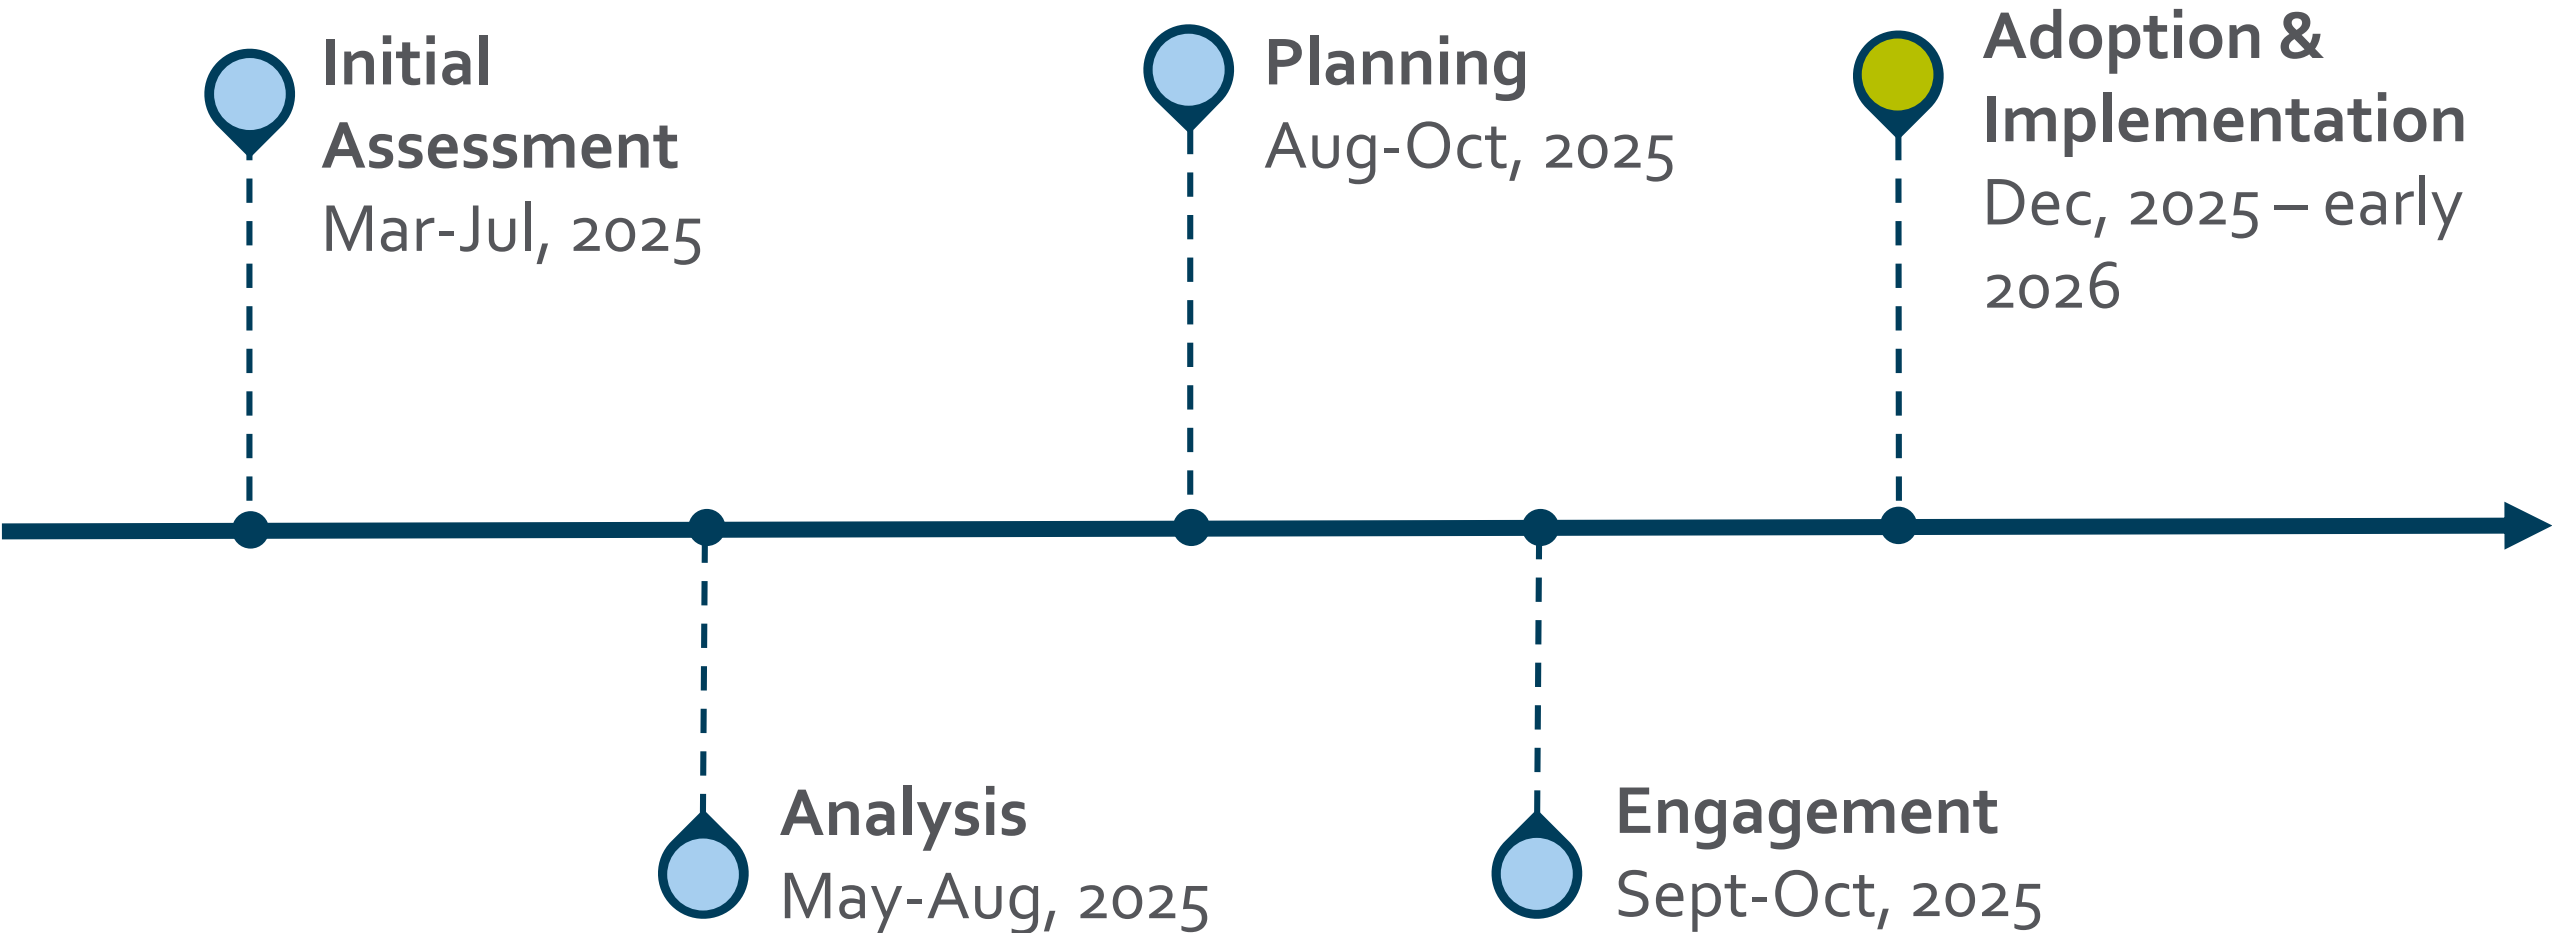 Initial
Assessment
Mar-Jul, 2025
Analysis
May-Aug, 2025
Planning
Aug-Oct, 2025
Engagement
Sept-Oct, 2025
Adoption &
Implementation
Dec, 2025 – early
2026